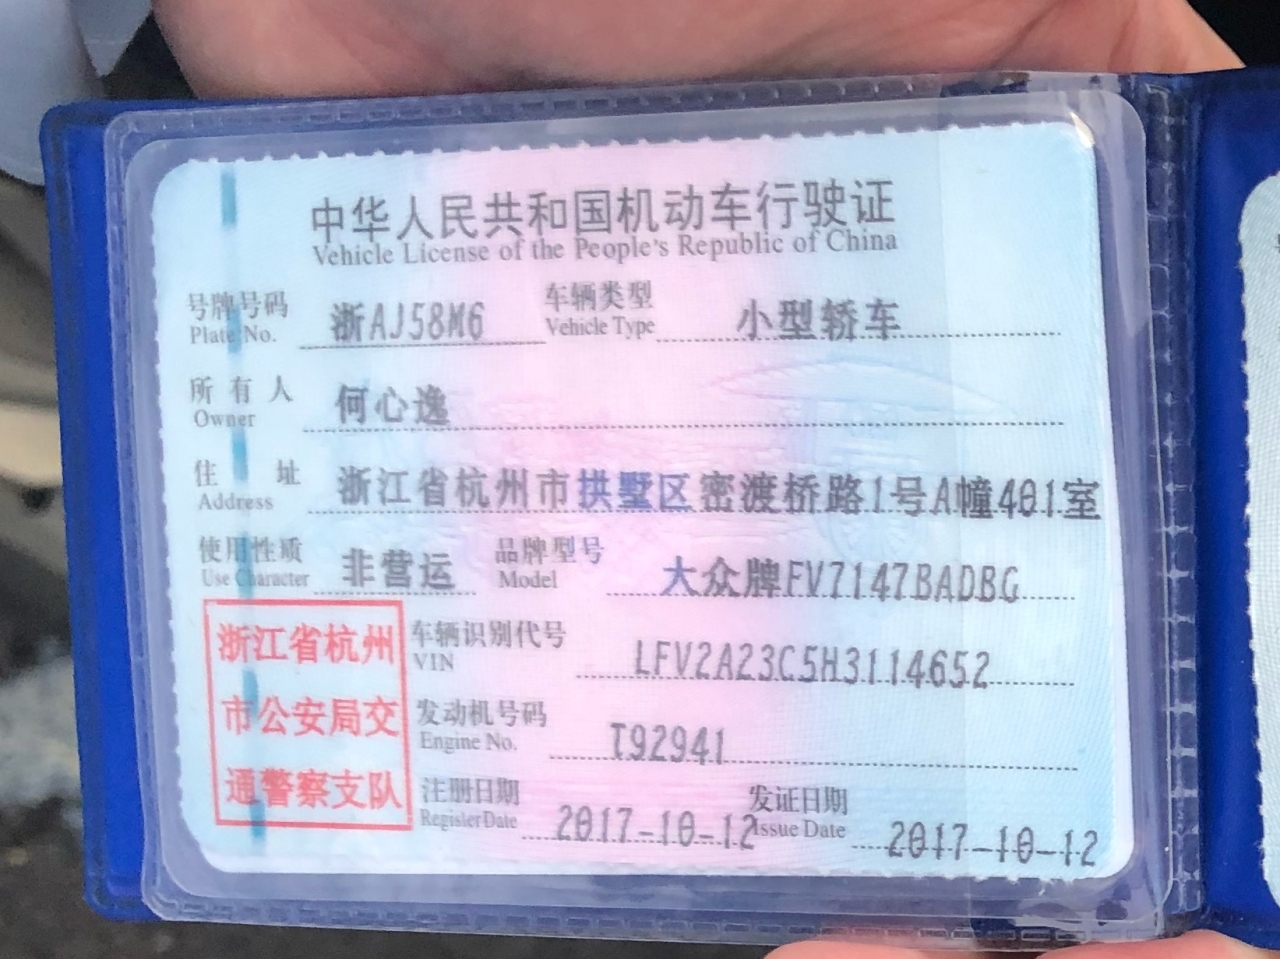 中华人民共和国机动车行驶证
Vehicle License of the People's Republic of China
号牌号码 浙AJ58M6 车辆类型 小型轿车
Plate No. Vehicle Type
所有人 何心逸
Owner
住址 浙江省杭州市拱墅区密渡桥路1号A幢401室
Address
使用性质 非营运 品牌型号 大众牌FV7147BADBG
Use Character Model
浙江省杭州
市公安局交
通警察支队
车辆识别代号 LFV2A23C5H3114652
VIN
发动机号码 T92941
Engine No.
注册日期 2017-10-12 发证日期 2017-10-12
Register Date Issue Date